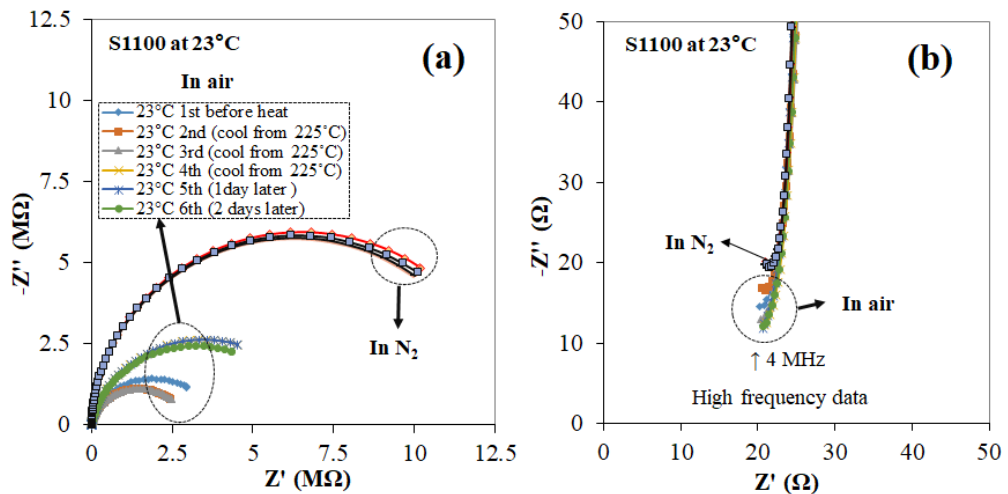 12.5
S1100 at 23°C
(a)
In air
10
23°C 1st before heat
23°C 2nd (cool from 225˚C)
23°C 3rd (cool from 225˚C)
23°C 4th (cool from 225˚C)
23°C 5th (1day later )
23°C 6th (2 days later)
7.5
5
2.5
0
-Z'' (MΩ)
In N2
0 2.5 5 7.5 10 12.5
Z' (MΩ)
50
S1100 at 23°C
(b)
40
30
20
10
0
-Z'' (Ω)
In N2
In air
↑ 4 MHz
High frequency data
0 10 20 30 40 50
Z' (Ω)